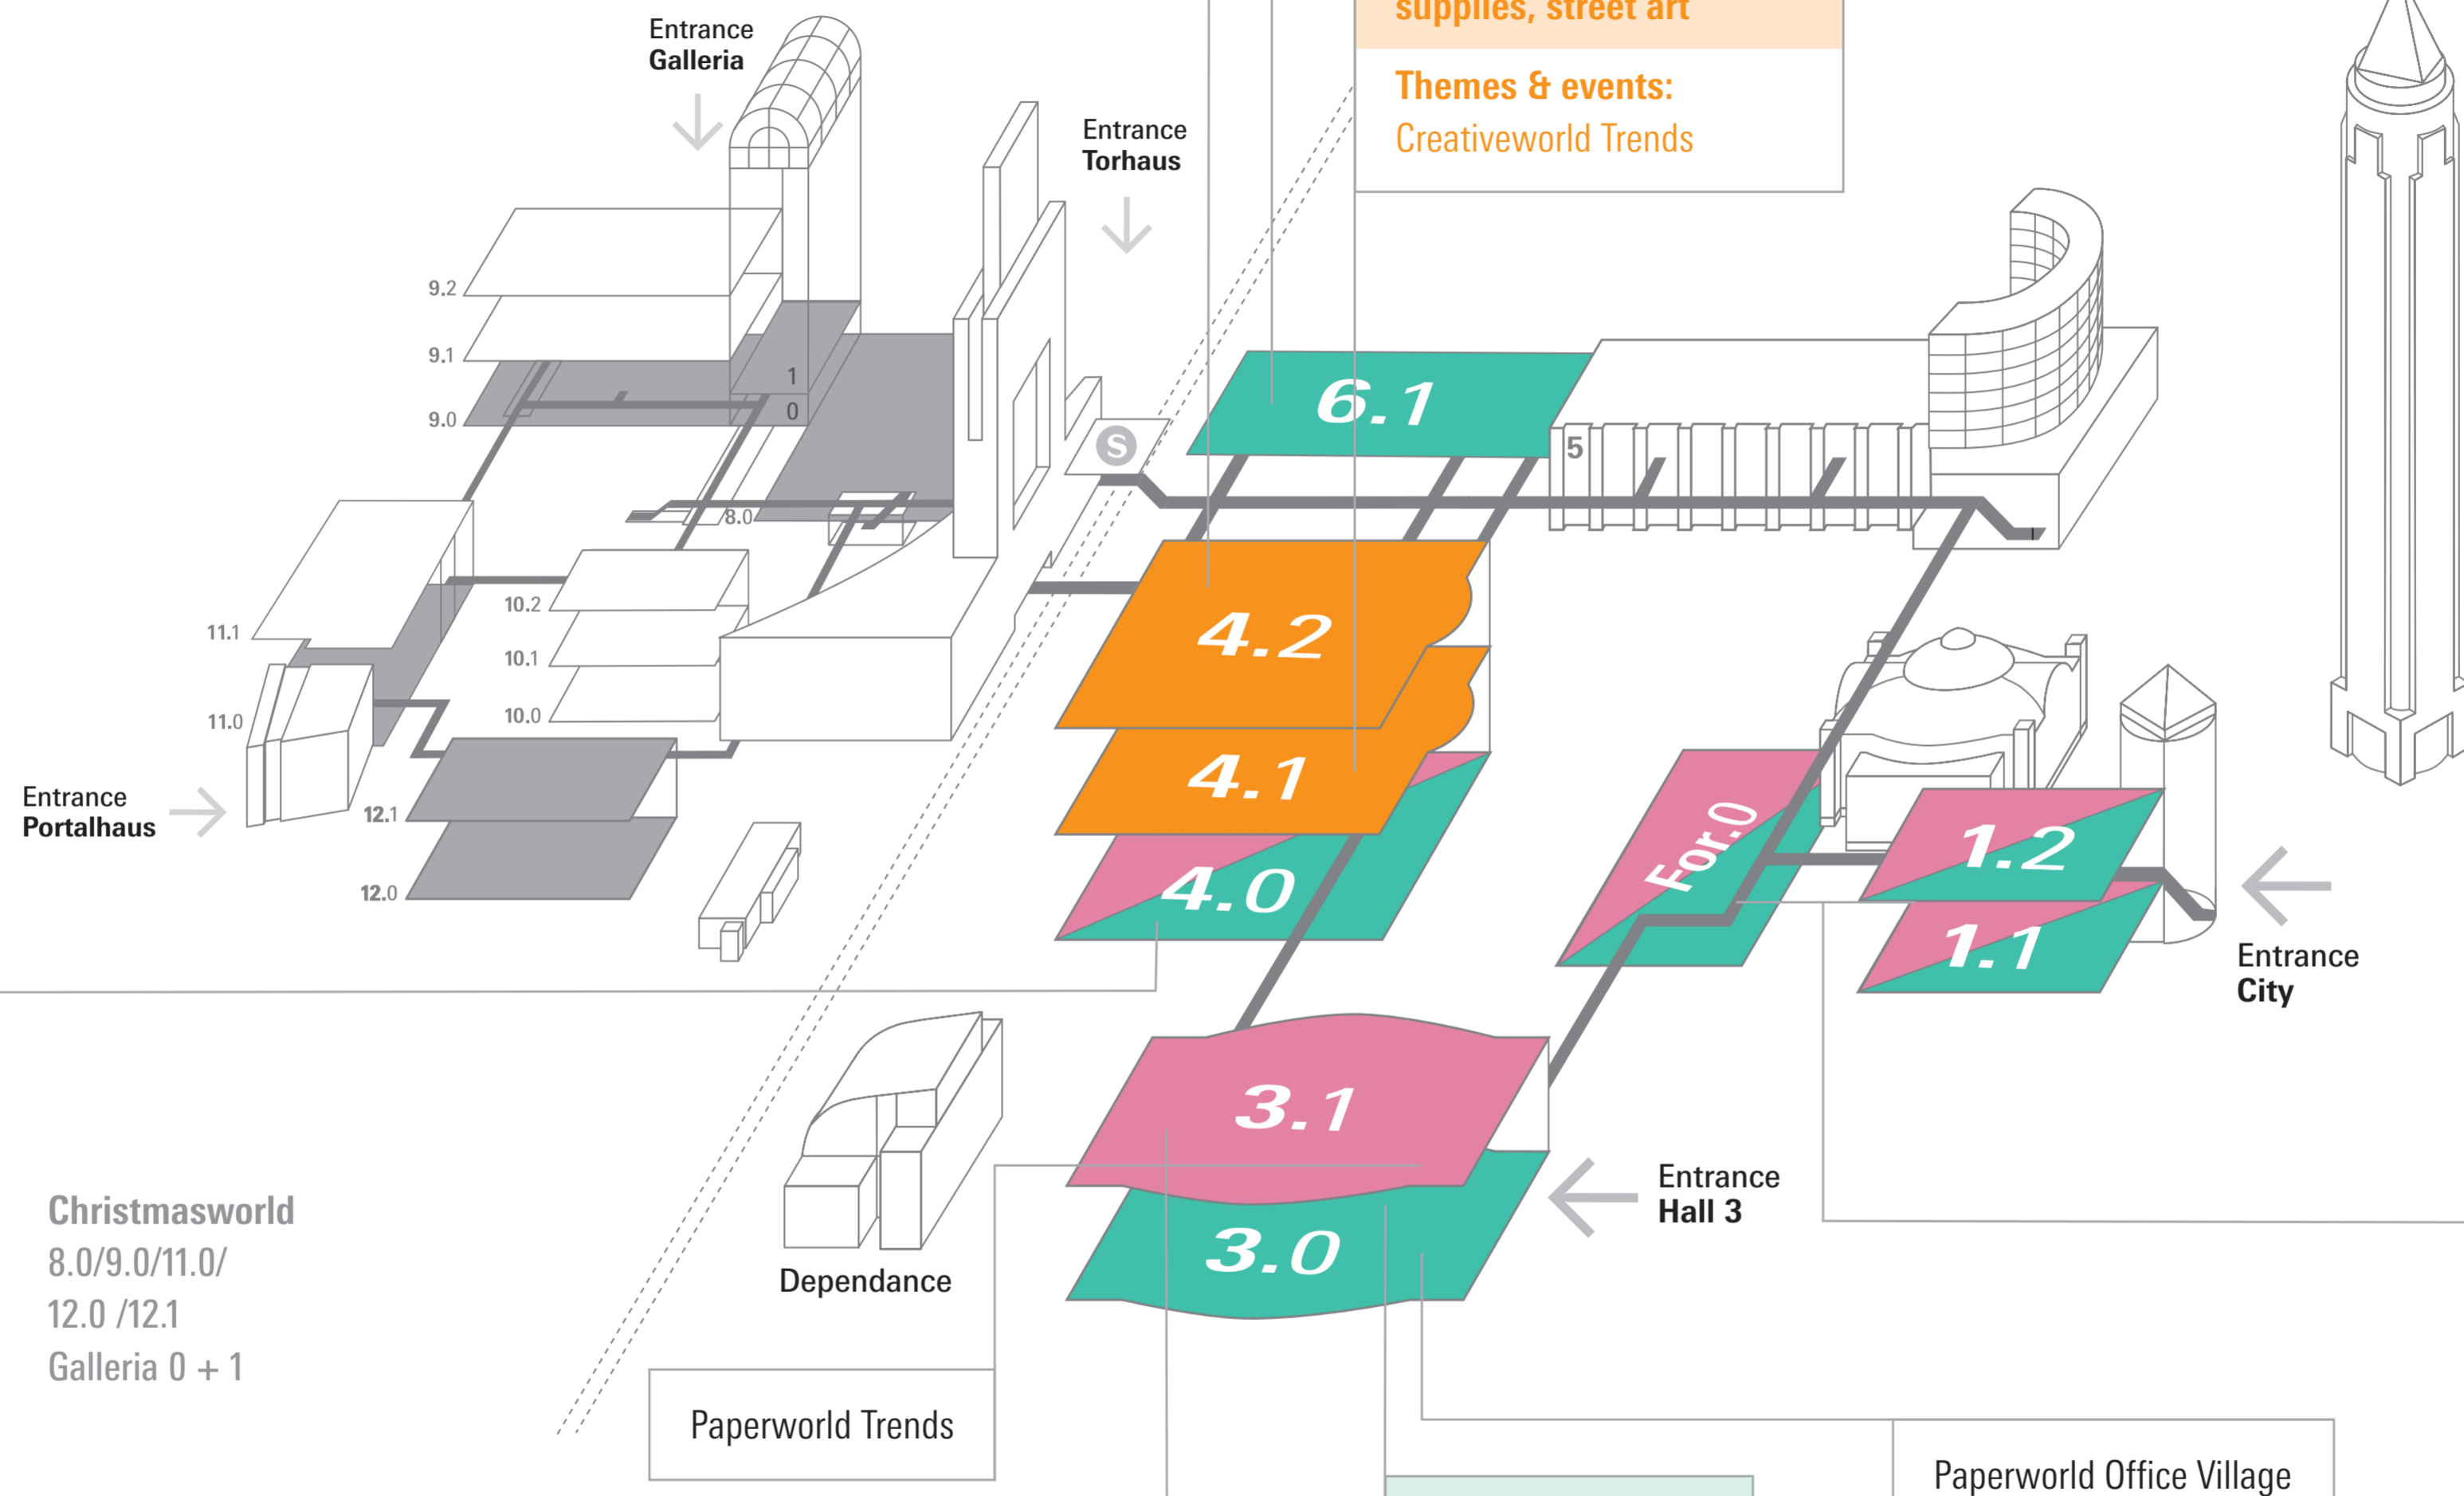 supplies, street art
Themes & events:
Creativeworld Trends
Entrance
Galleria
Entrance
Torhaus
9.2
9.1
9.0
1
0
8.0
S
6.1
5
11.1
11.0
10.2
10.1
10.0
4.2
4.1
4.0
Entrance
Portalhaus
12.1
12.0
For.0
1.2
1.1
Entrance
City
3.1
3.0
Entrance
Hall 3
Dependance
Christmasworld
8.0/9.0/11.0/
12.0 /12.1
Galleria 0 + 1
Paperworld Trends
Paperworld Office Village